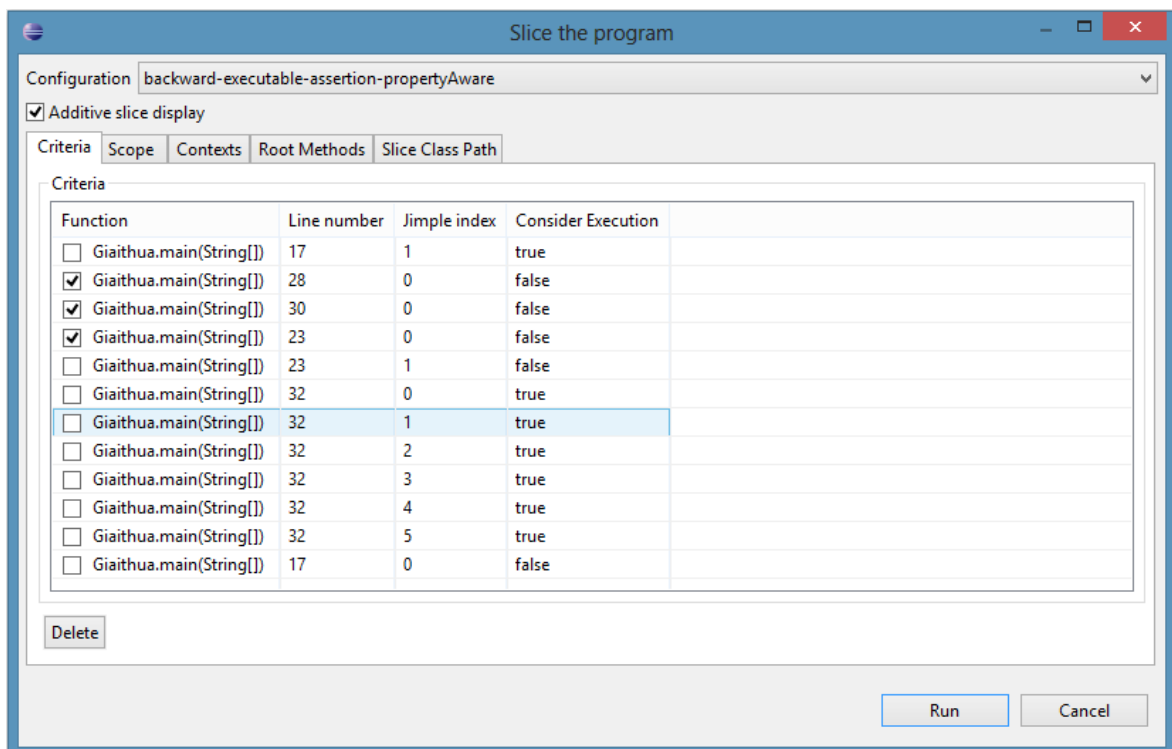 Slice the program
Configuration backward-executable-assertion-propertyAware
Additive slice display
Criteria Scope Contexts Root Methods Slice Class Path
Criteria
Function Line number Jimple index Consider Execution
Giaithua.main(String[]) 17 1 true
Giaithua.main(String[]) 28 0 false
Giaithua.main(String[]) 30 0 false
Giaithua.main(String[]) 23 0 false
Giaithua.main(String[]) 23 1 false
Giaithua.main(String[]) 32 0 true
Giaithua.main(String[]) 32 1 true
Giaithua.main(String[]) 32 2 true
Giaithua.main(String[]) 32 3 true
Giaithua.main(String[]) 32 4 true
Giaithua.main(String[]) 32 5 true
Giaithua.main(String[]) 17 0 false
Delete
Run Cancel